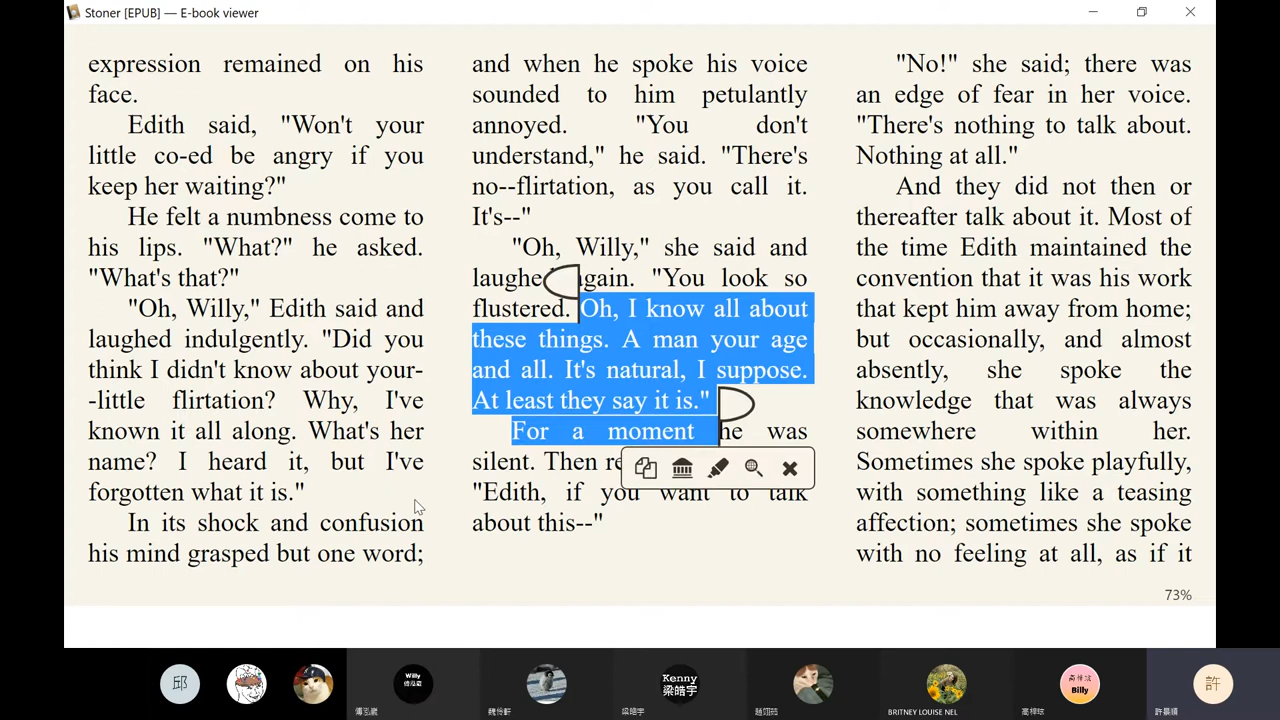 Stoner [EPUB] — E-book viewer
expression remained on his
face.
Edith said, "Won't your
little co-ed be angry if you
keep her waiting?"
He felt a numbness come to
his lips. "What?" he asked.
"What's that?"
"Oh, Willy," Edith said and
laughed indulgently. "Did you
think I didn't know about your-
-little flirtation? Why, I've
known it all along. What's her
name? I heard it, but I've
forgotten what it is."
In its shock and confusion
his mind grasped but one word;
and when he spoke his voice
sounded to him petulantly
annoyed. "You don't
understand," he said. "There's
no--flirtation, as you call it.
It's--"
"Oh, Willy," she said and
laughed again. "You look so
flustered. Oh, I know all about
these things. A man your age
and all. It's natural, I suppose.
At least they say it is."
For a moment he was
silent. Then
"Edith, if you want to talk
about this--"
"No!" she said; there was
an edge of fear in her voice.
"There's nothing to talk about.
Nothing at all."
And they did not then or
thereafter talk about it. Most of
the time Edith maintained the
convention that it was his work
that kept him away from home;
but occasionally, and almost
absently, she spoke the
knowledge that was always
somewhere within her.
Sometimes she spoke playfully,
with something like a teasing
affection; sometimes she spoke
with no feeling at all, as if it
73%
邱
Willy
Kenny
梁皓宇
Billy
許
梁皓宇
BRITNEY LOUISE NEL